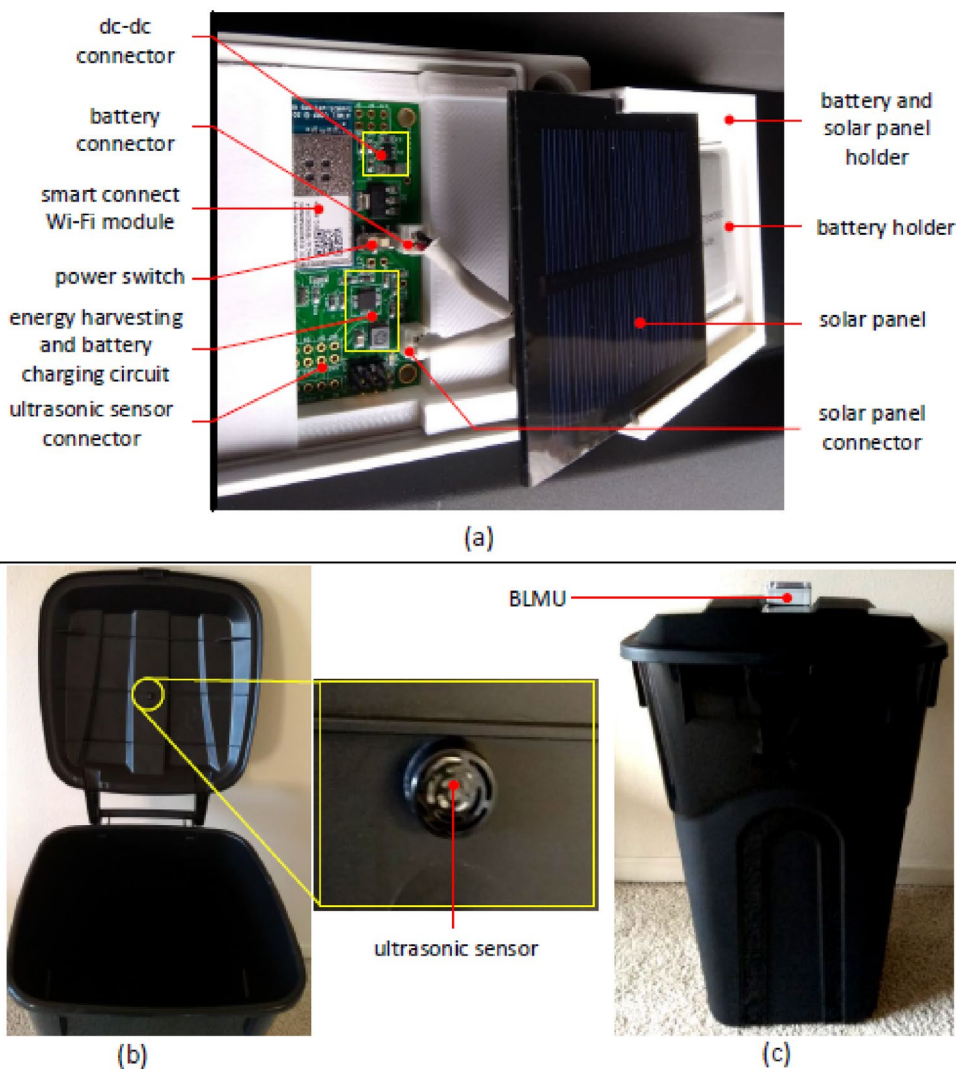 dc-dc
connector
battery
connector
smart connect
Wi-Fi module
power switch
energy harvesting
and battery
charging circuit
ultrasonic sensor
connector
battery and
solar panel
holder
battery holder
solar panel
solar panel
connector
(a)
BLMU
ultrasonic sensor
(b)
(c)